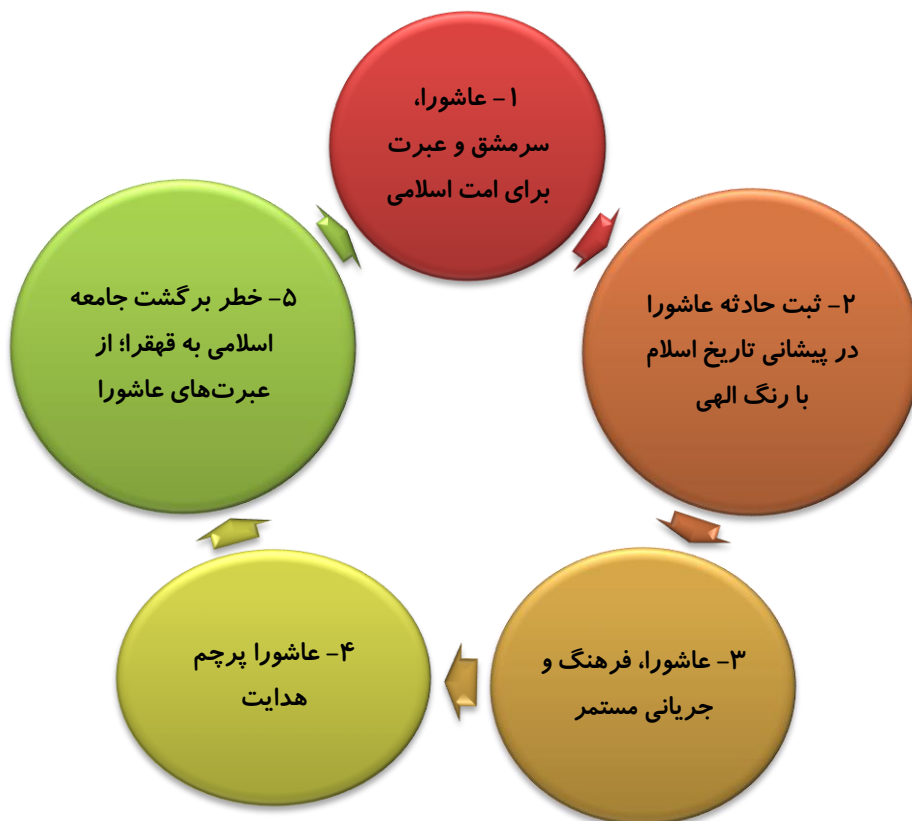 ۱- عاشورا،
سرمشق و عبرت
برای امت اسلامی
۲- ثبت حادثه عاشورا
در پیشانی تاریخ اسلام
با رنگ الهی
۳- عاشورا، فرهنگ و
جریانی مستمر
۴- عاشورا پرچم
هدایت
۵- خطر برگشت جامعه
اسلامی به قهقرا؛ از
عبرت‌های عاشورا